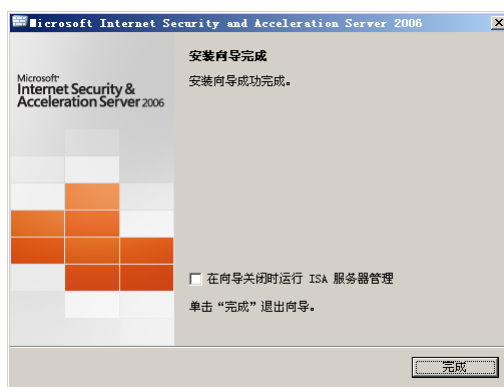 Microsoft Internet Security and Acceleration Server 2006
安装向导完成
安装向导成功完成。
Microsoft®
Internet Security &
Acceleration Server 2006
在向导关闭时运行 ISA 服务器管理
单击“完成”退出向导。
完成